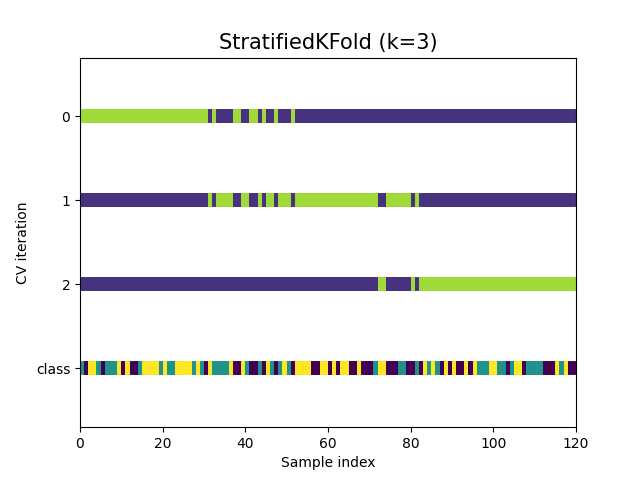 StratifiedKFold (k=3)
0
1
2
class
CV iteration
0 20 40 60 80 100 120
Sample index